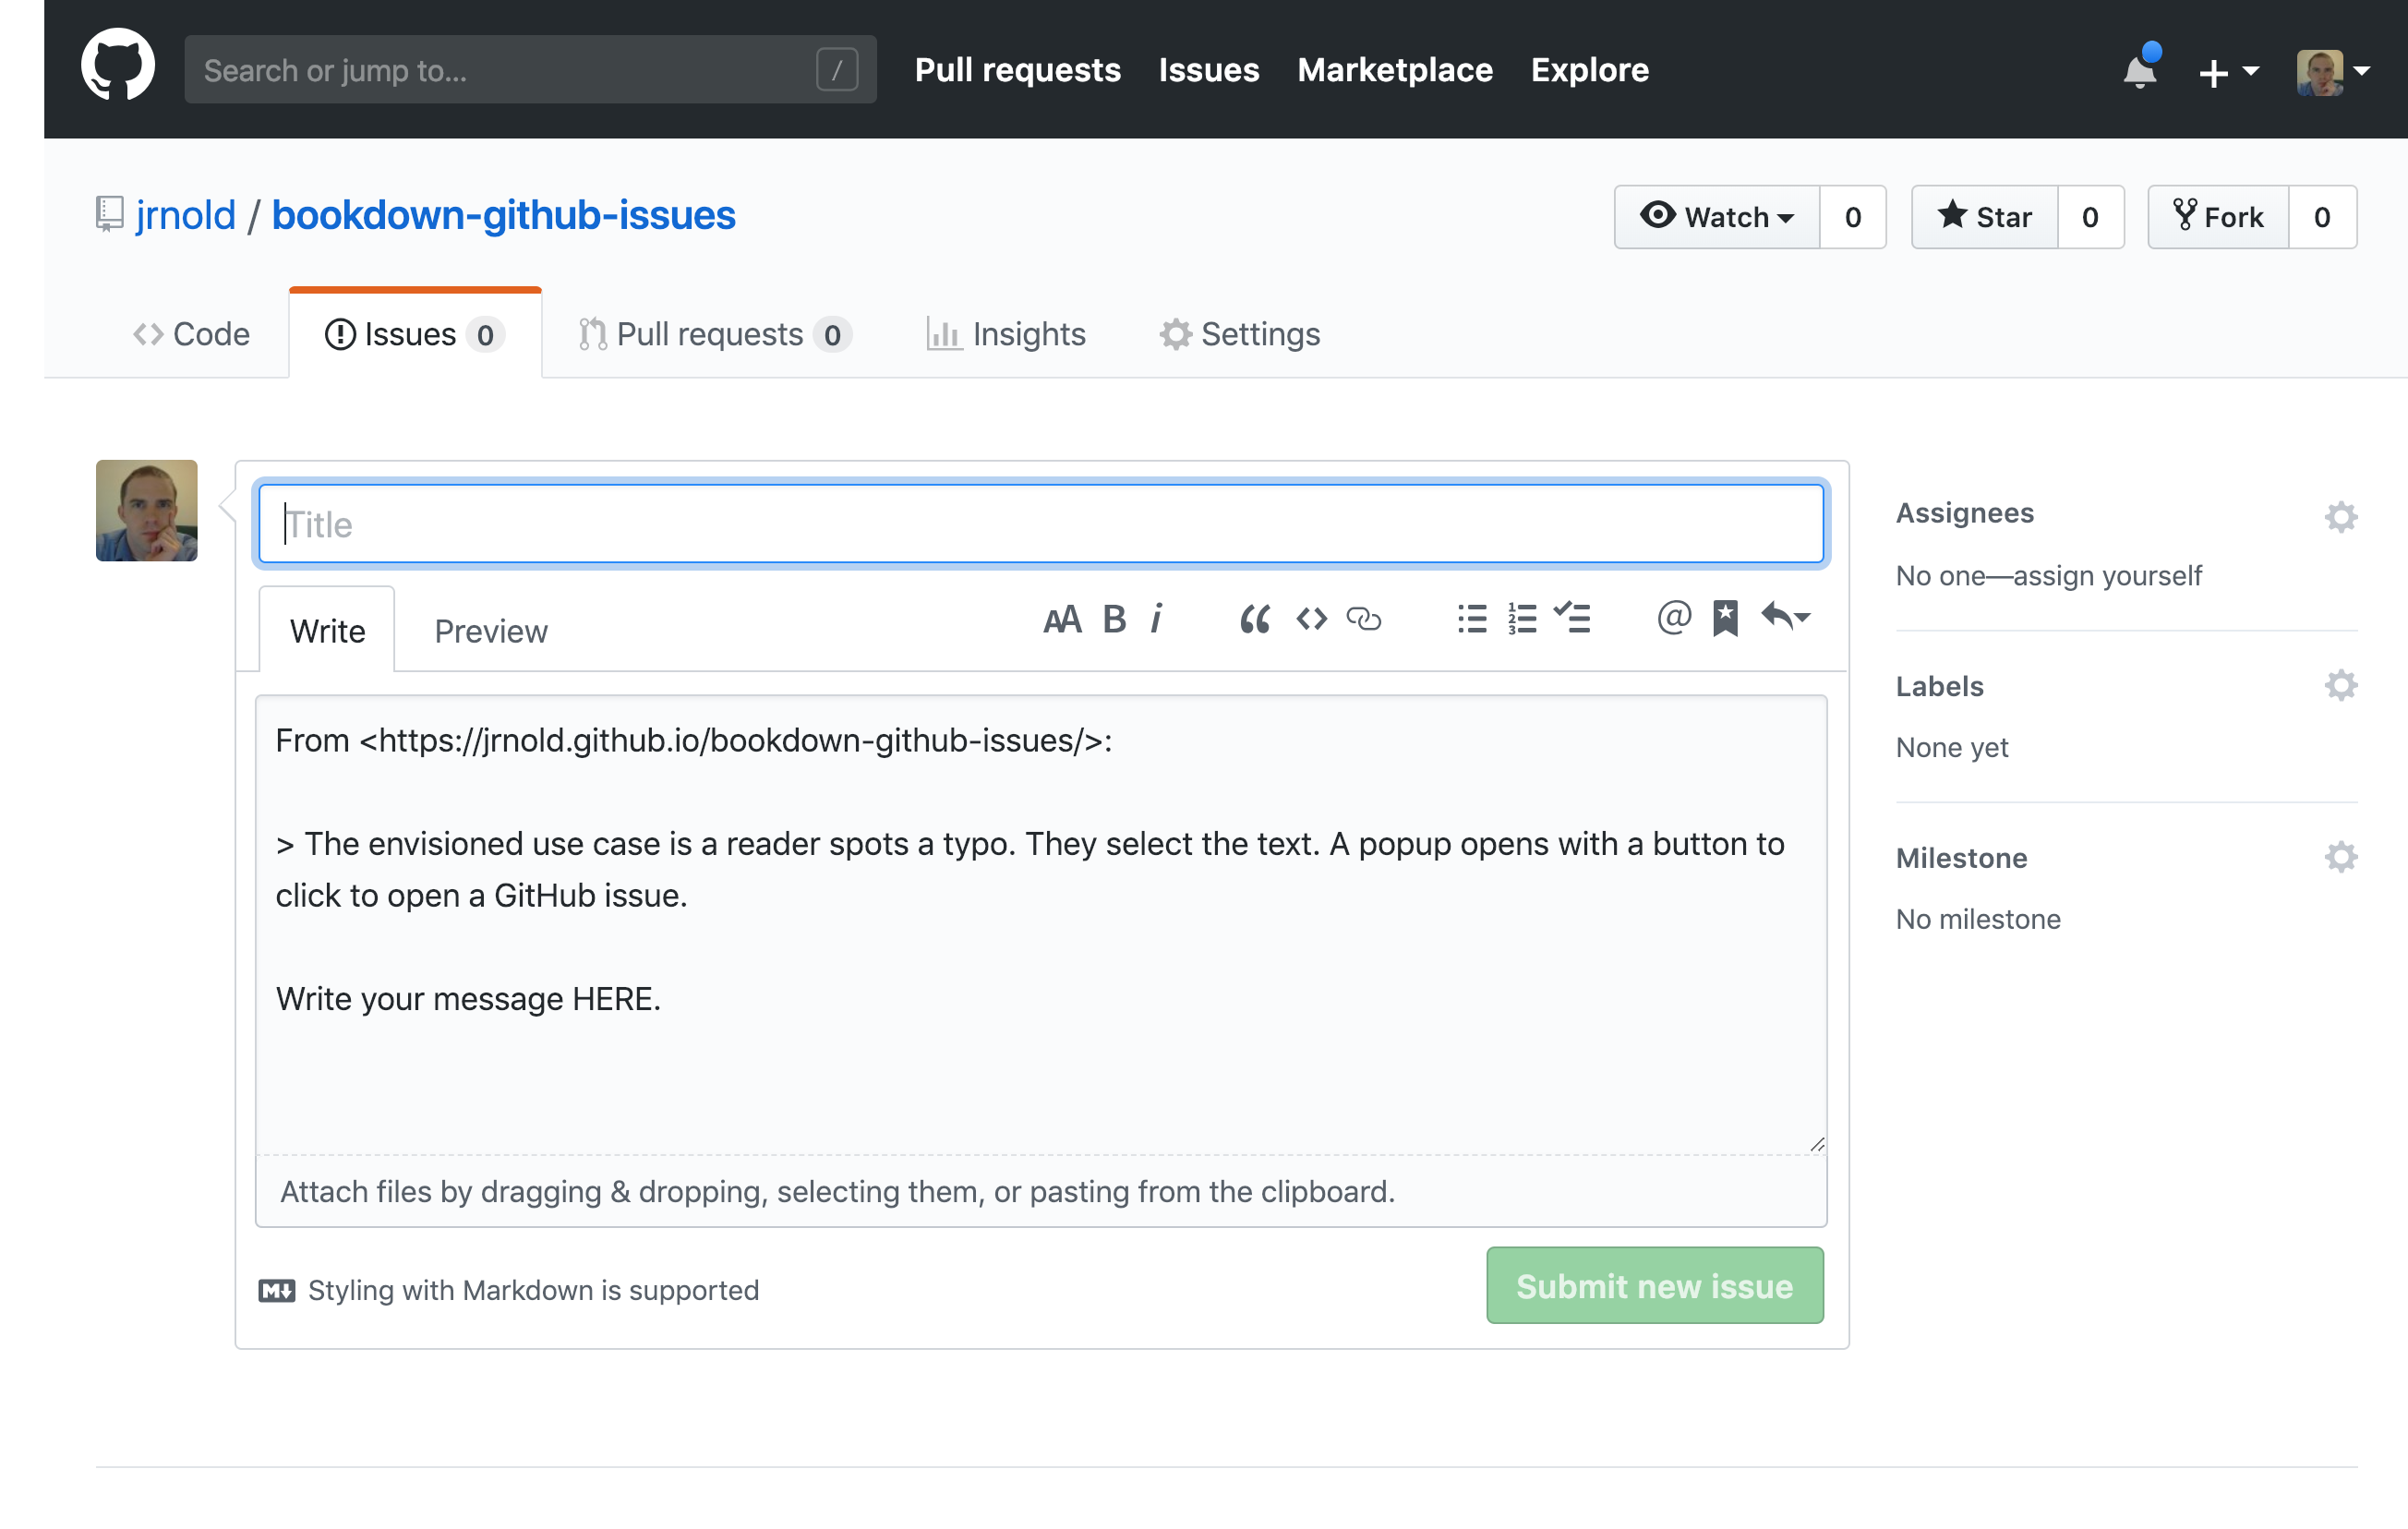 Search or jump to... /
Pull requests Issues Marketplace Explore
jrnold / bookdown-github-issues
Watch 0 Star 0 Fork 0
Code Issues 0 Pull requests 0 Insights Settings
Title
Write Preview
AA B i
From <https://jrnold.github.io/bookdown-github-issues/>:
> The envisioned use case is a reader spots a typo. They select the text. A popup opens with a button to
click to open a GitHub issue.
Write your message HERE.
Attach files by dragging & dropping, selecting them, or pasting from the clipboard.
Styling with Markdown is supported
Submit new issue
Assignees
No one—assign yourself
Labels
None yet
Milestone
No milestone